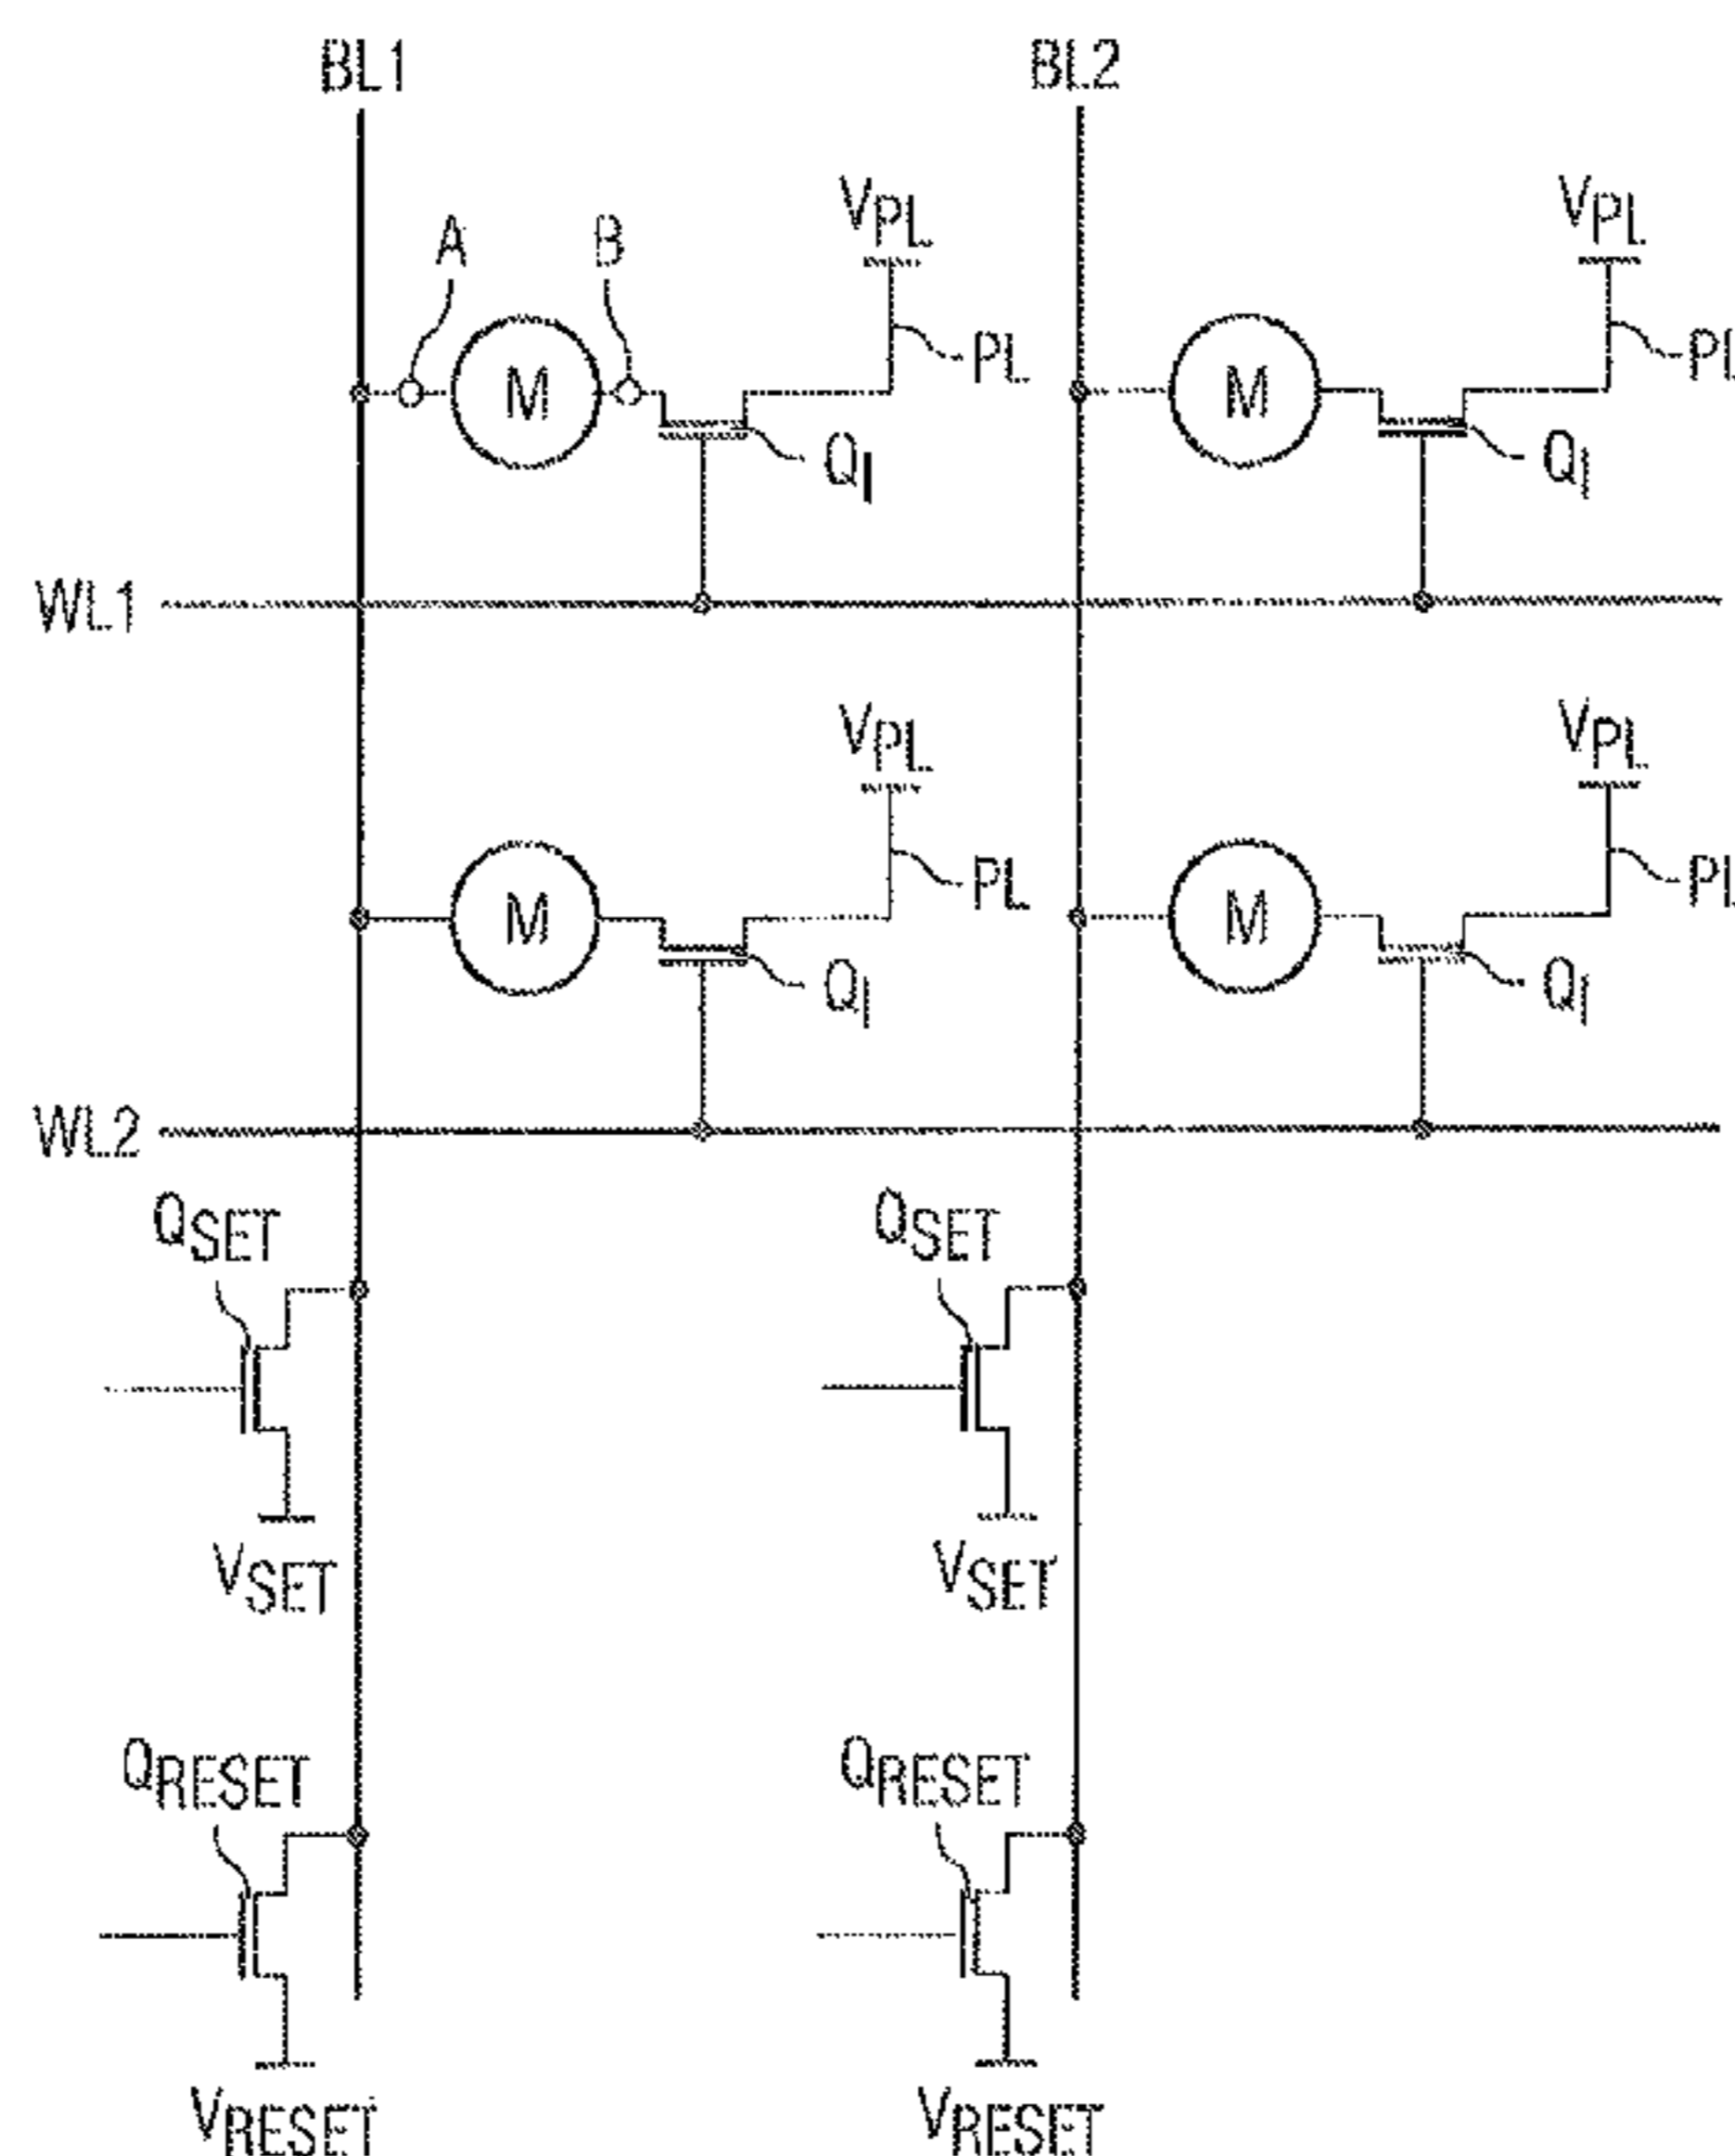 BL1 BL2
VPL VPL
A B
PL PL
M M
QI QI
WL1
VPL VPL
PL PL
M M
QI QI
WL2
QSET QSET
VSET VSET
QRESET QRESET
VRESET VRESET